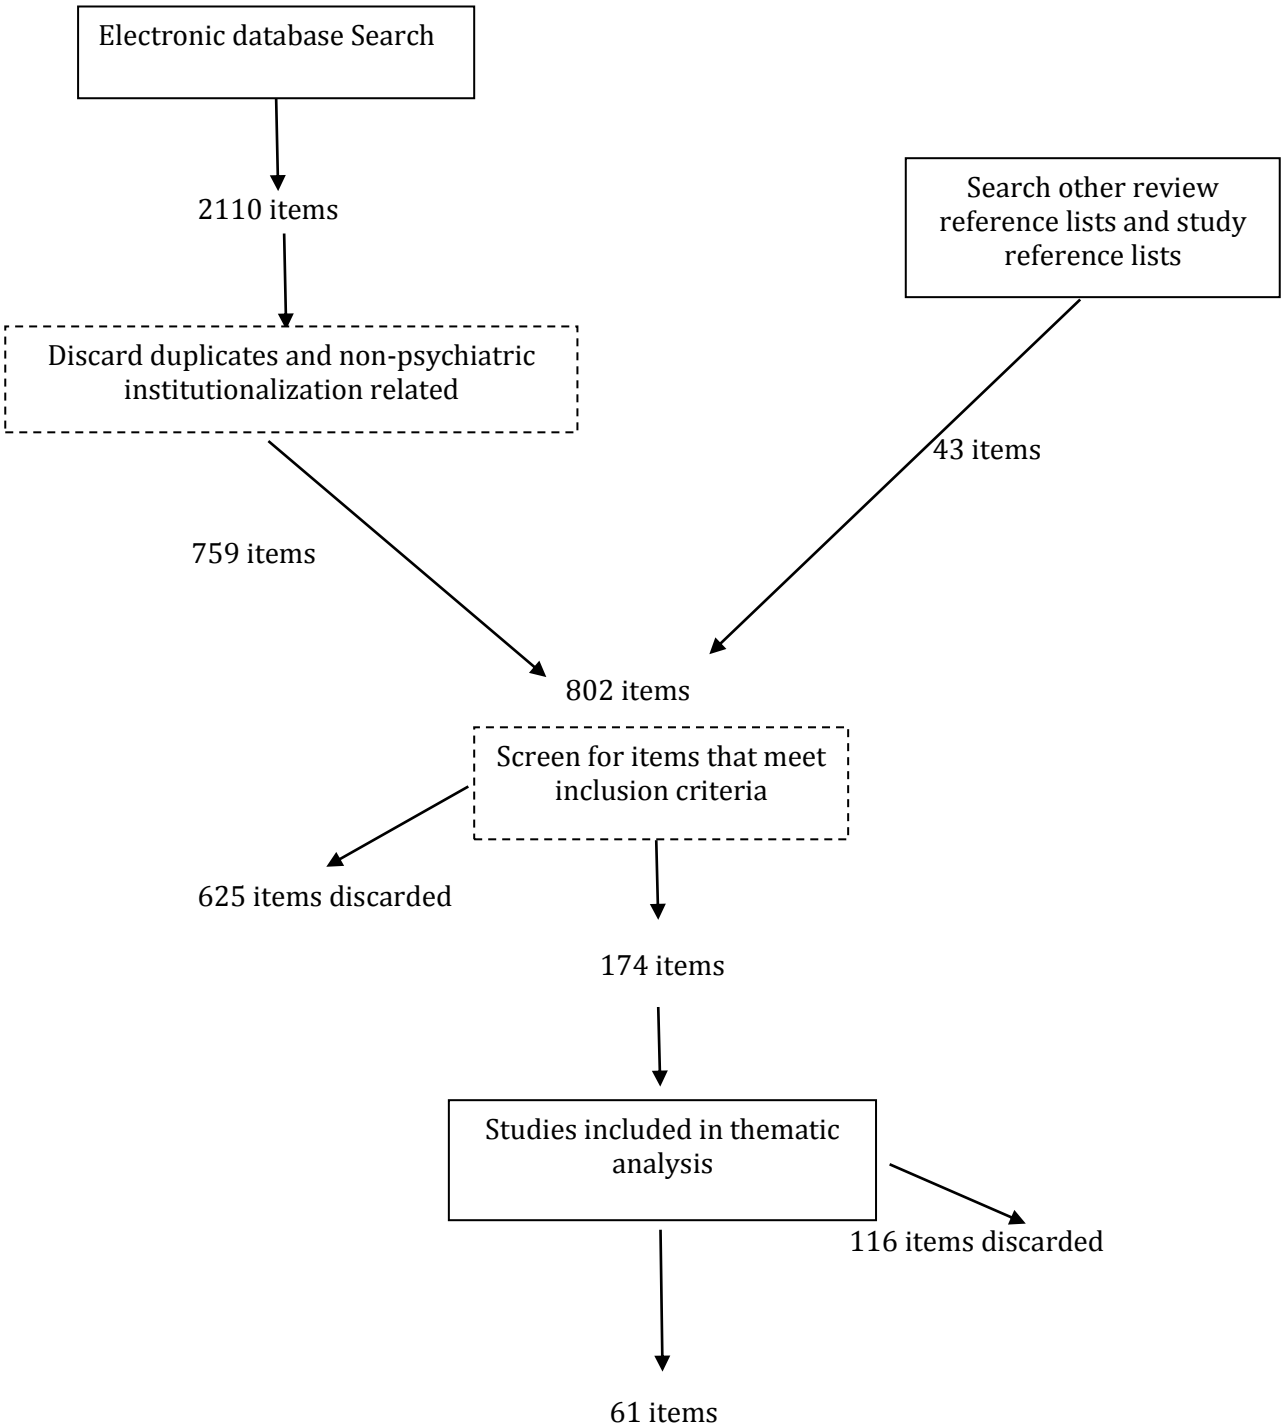 Electronic database Search
2110 items
Search other review
reference lists and study
reference lists
Discard duplicates and non-psychiatric
institutionalization related
43 items
759 items
802 items
Screen for items that meet
inclusion criteria
625 items discarded
174 items
Studies included in thematic
analysis
116 items discarded
61 items